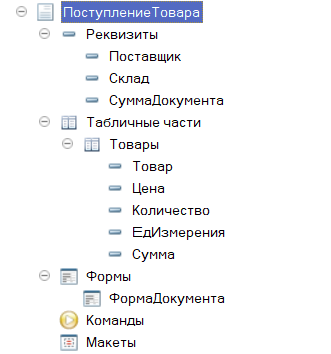 ПоступлениеТовара
Реквизиты
Поставщик
Склад
СуммаДокумента
Табличные части
Товары
Товар
Цена
Количество
ЕдИзмерения
Сумма
Формы
ФормаДокумента
Команды
Макеты